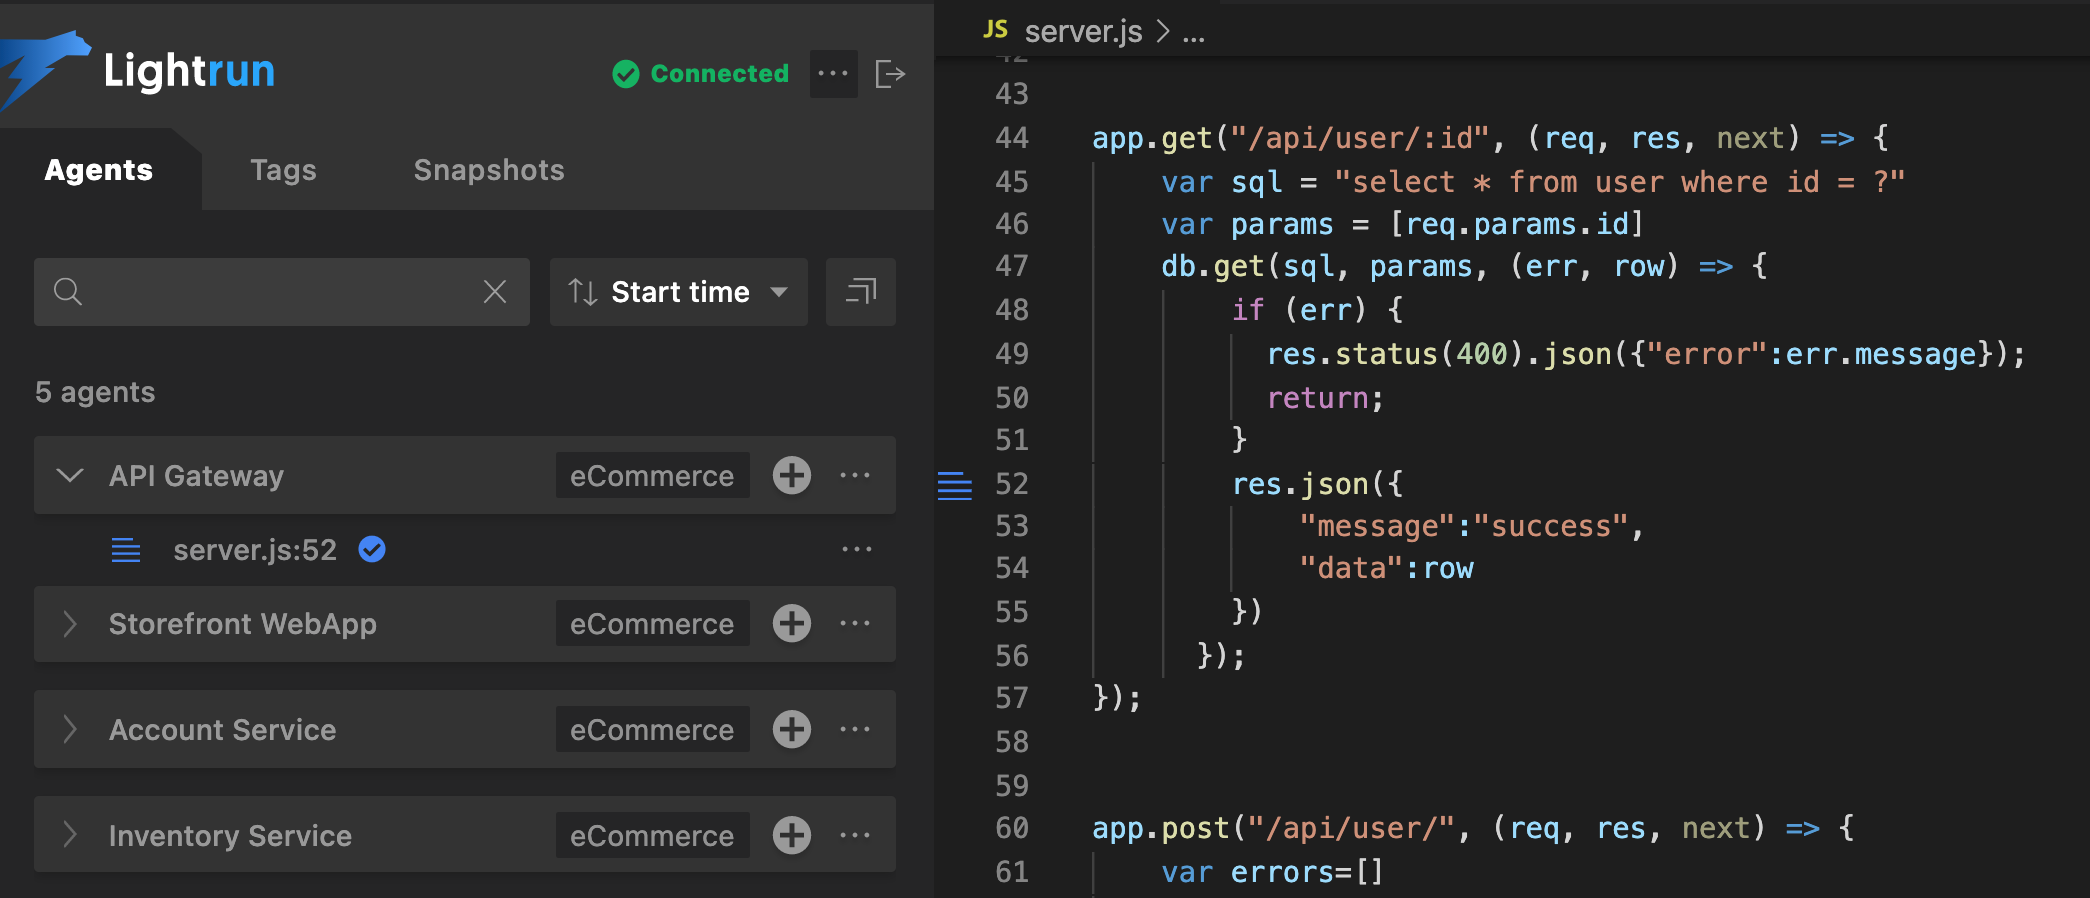 Lightrun
Connected
Agents
Tags
Snapshots
Start time
5 agents
API Gateway
eCommerce
server.js:52
Storefront WebApp
eCommerce
Account Service
eCommerce
Inventory Service
eCommerce
JS server.js > ...
42
43
44 app.get("/api/user/:id", (req, res, next) => {
45 var sql = "select * from user where id = ?"
46 var params = [req.params.id]
47 db.get(sql, params, (err, row) => {
48 if (err) {
49 res.status(400).json({"error":err.message});
50 return;
51 }
52 res.json({
53 "message":"success",
54 "data":row
55 })
56 });
57 });
58
59
60 app.post("/api/user/", (req, res, next) => {
61 var errors=[]